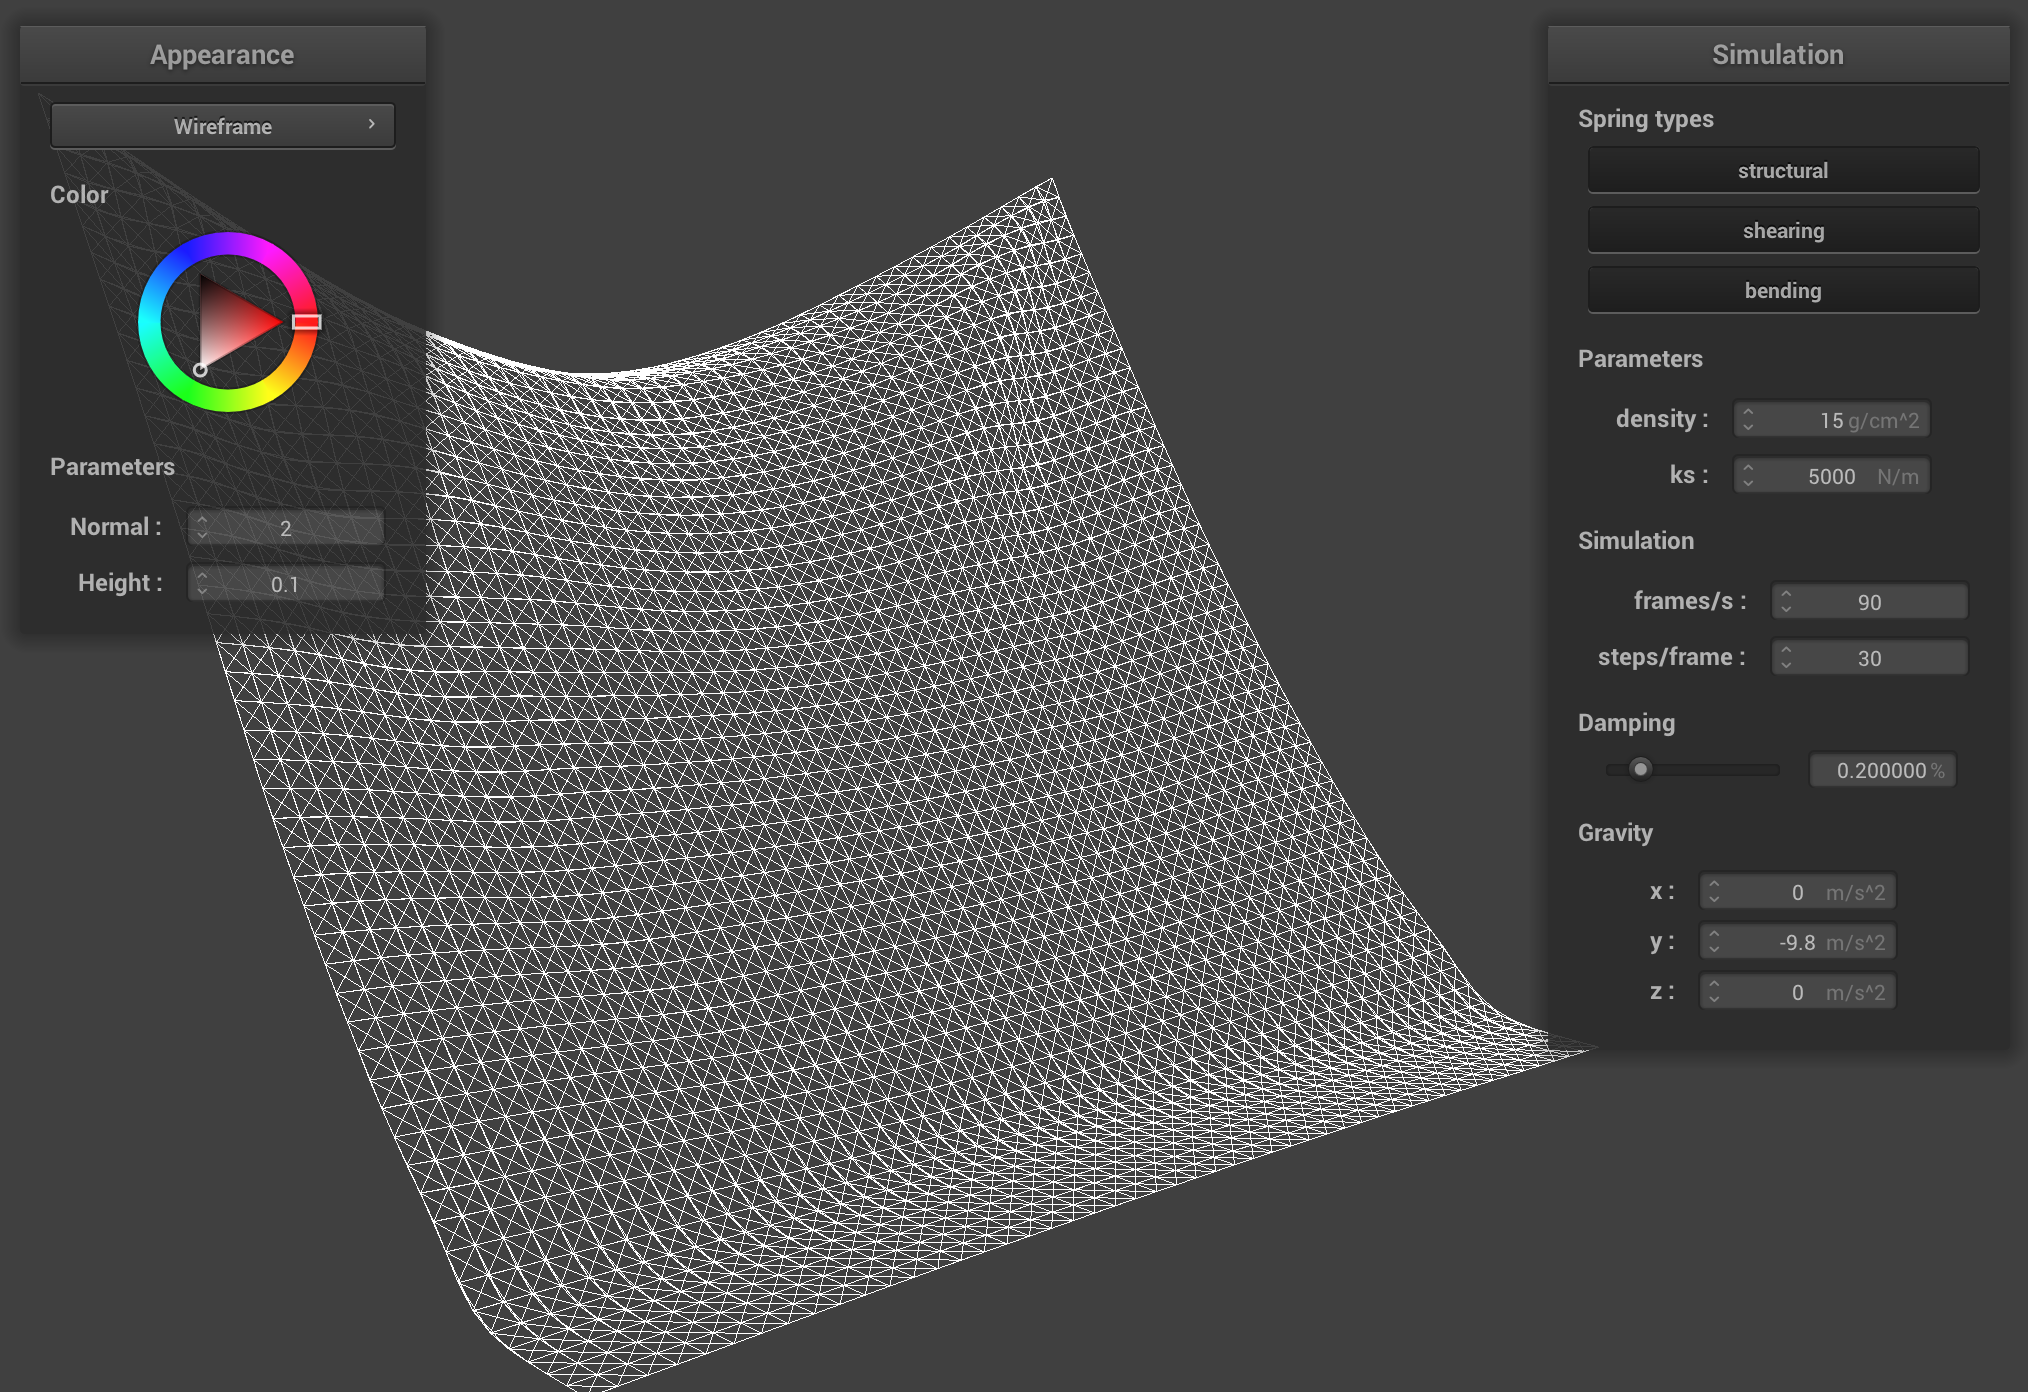 Appearance
Wireframe
Color
Parameters
Normal : 2
Height : 0.1
Simulation
Spring types
structural
shearing
bending
Parameters
density : 15 g/cm^2
ks : 5000 N/m
Simulation
frames/s : 90
steps/frame : 30
Damping
0.200000 %
Gravity
x : 0 m/s^2
y : -9.8 m/s^2
z : 0 m/s^2